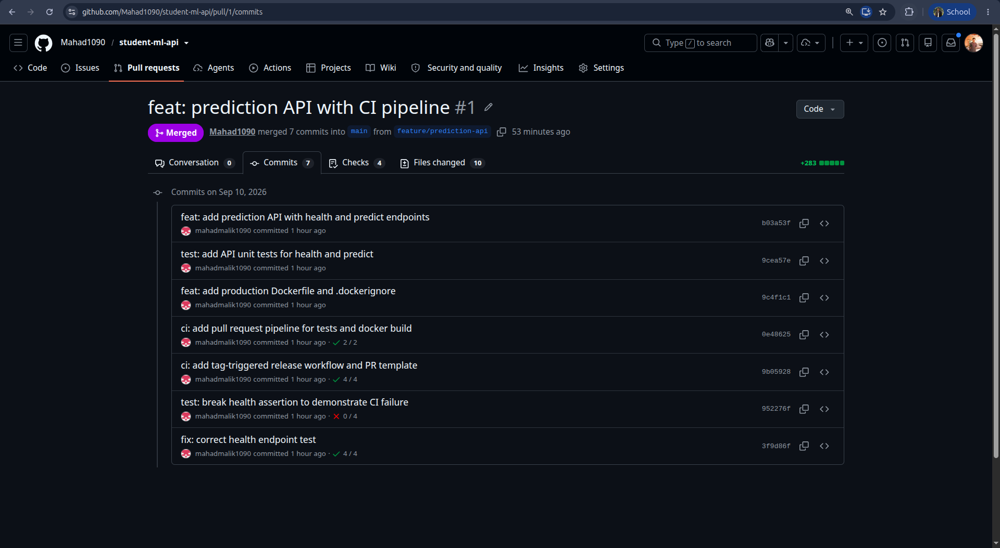 github.com/Mahad1090/student-ml-api/pull/1/commits
School
Mahad1090 / student-ml-api
Type / to search
Code
Issues
Pull requests
Agents
Actions
Projects
Wiki
Security and quality
Insights
Settings
feat: prediction API with CI pipeline #1
Code
Merged
Mahad1090 merged 7 commits into main from feature/prediction-api 53 minutes ago
Conversation 0
Commits 7
Checks 4
Files changed 10
+283
Commits on Sep 10, 2026
feat: add prediction API with health and predict endpoints
mahadmalik1090 committed 1 hour ago
b03a53f
test: add API unit tests for health and predict
mahadmalik1090 committed 1 hour ago
9cea57e
feat: add production Dockerfile and .dockerignore
mahadmalik1090 committed 1 hour ago
9c4f1c1
ci: add pull request pipeline for tests and docker build
mahadmalik1090 committed 1 hour ago · 2 / 2
0e48625
ci: add tag-triggered release workflow and PR template
mahadmalik1090 committed 1 hour ago · 4 / 4
9b05928
test: break health assertion to demonstrate CI failure
mahadmalik1090 committed 1 hour ago · 0 / 4
952276f
fix: correct health endpoint test
mahadmalik1090 committed 1 hour ago · 4 / 4
3f9d86f